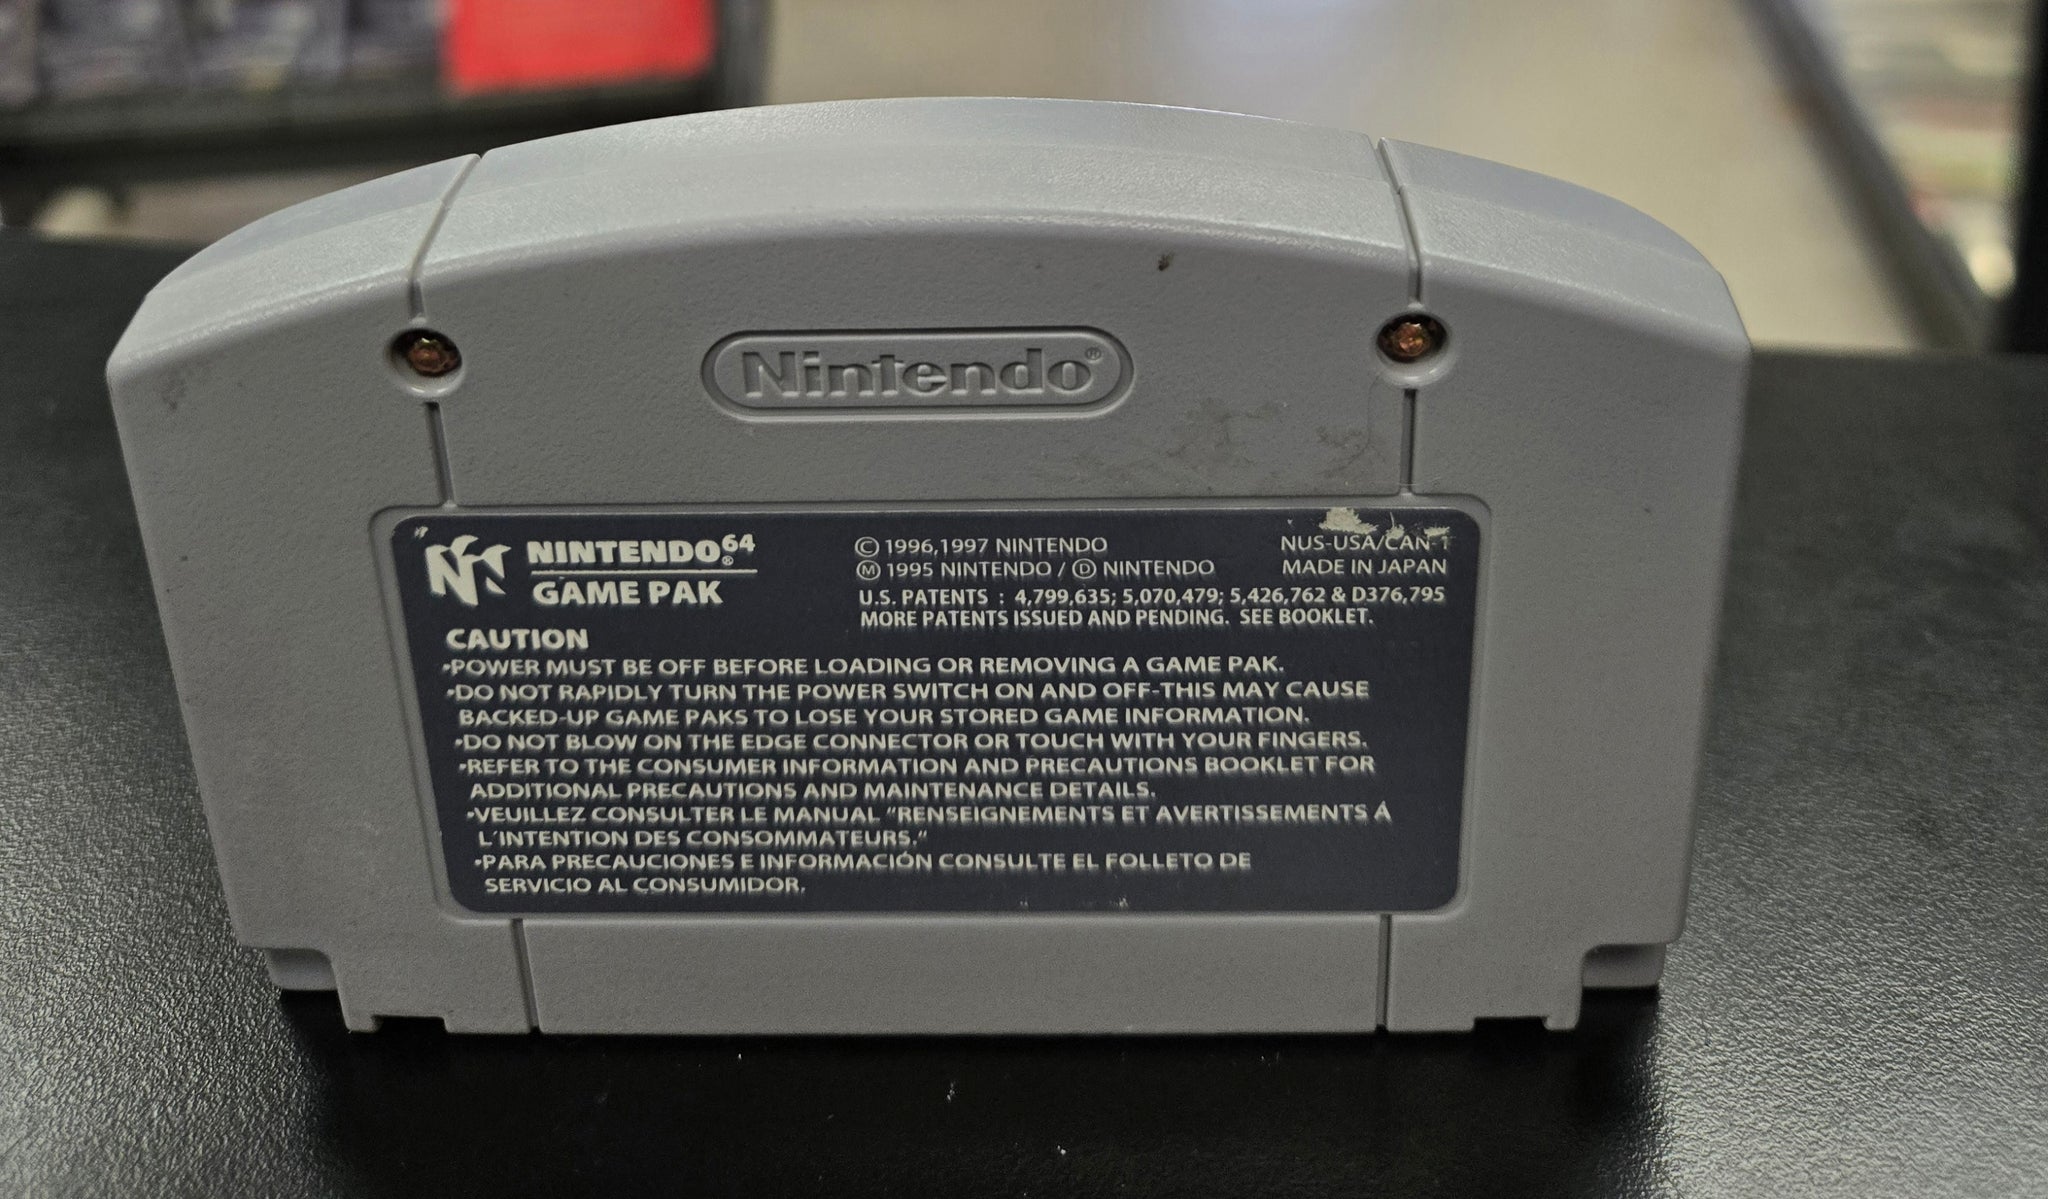 Nintendo®
NINTENDO64®
GAME PAK
© 1996,1997 NINTENDO
Ⓜ 1995 NINTENDO / Ⓓ NINTENDO
NUS-USA/CAN-1
MADE IN JAPAN
U.S. PATENTS : 4,799,635; 5,070,479; 5,426,762 & D376,795
MORE PATENTS ISSUED AND PENDING. SEE BOOKLET.
CAUTION
•POWER MUST BE OFF BEFORE LOADING OR REMOVING A GAME PAK.
•DO NOT RAPIDLY TURN THE POWER SWITCH ON AND OFF-THIS MAY CAUSE
BACKED-UP GAME PAKS TO LOSE YOUR STORED GAME INFORMATION.
•DO NOT BLOW ON THE EDGE CONNECTOR OR TOUCH WITH YOUR FINGERS.
•REFER TO THE CONSUMER INFORMATION AND PRECAUTIONS BOOKLET FOR
ADDITIONAL PRECAUTIONS AND MAINTENANCE DETAILS.
•VEUILLEZ CONSULTER LE MANUAL "RENSEIGNEMENTS ET AVERTISSEMENTS Á
L'INTENTION DES CONSOMMATEURS."
•PARA PRECAUCIONES E INFORMACIÓN CONSULTE EL FOLLETO DE
SERVICIO AL CONSUMIDOR.